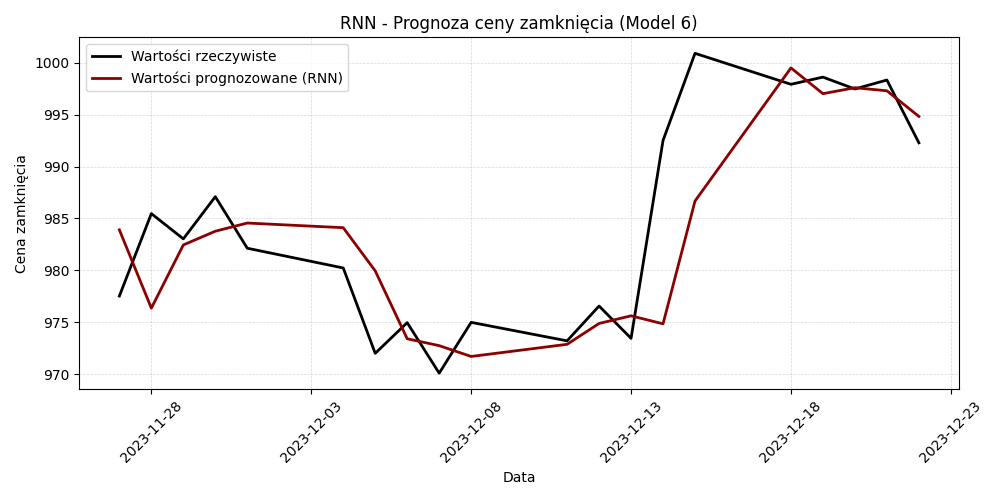 RNN - Prognoza ceny zamknięcia (Model 6)
Wartości rzeczywiste
Wartości prognozowane (RNN)
Cena zamknięcia
1000
995
990
985
980
975
970
2023-11-28
2023-12-03
2023-12-08
2023-12-13
2023-12-18
2023-12-23
Data